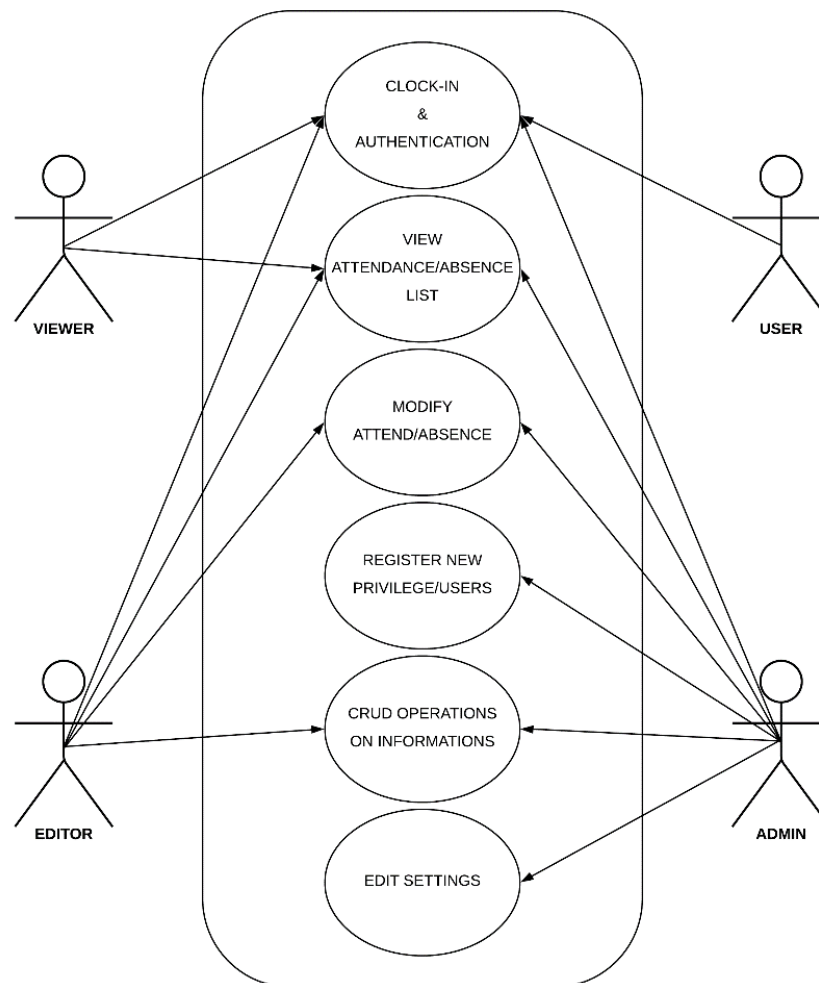 CLOCK-IN
&
AUTHENTICATION
VIEW
ATTENDANCE/ABSENCE
LIST
VIEWER
USER
MODIFY
ATTEND/ABSENCE
REGISTER NEW
PRIVILEGE/USERS
CRUD OPERATIONS
ON INFORMATIONS
EDITOR
ADMIN
EDIT SETTINGS